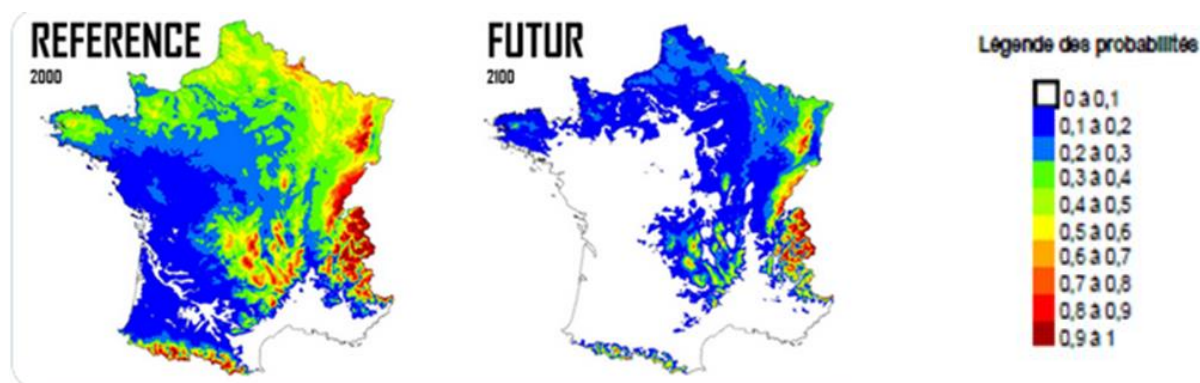 REFERENCE
2000
FUTUR
2100
Légende des probabilités
0 à 0,1
0,1 à 0,2
0,2 à 0,3
0,3 à 0,4
0,4 à 0,5
0,5 à 0,6
0,6 à 0,7
0,7 à 0,8
0,8 à 0,9
0,9 à 1